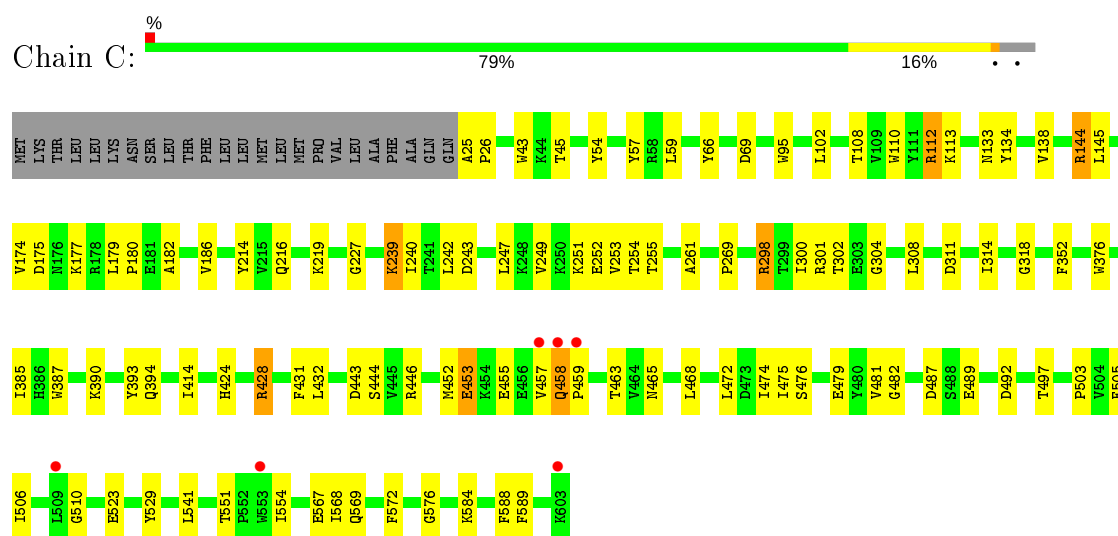 %
Chain C:
79%
16%
•
•
MET LYS THR LEU LEU LYS ASN SER LEU THR PHE LEU LEU MET LEU MET PRO VAL LEU ALA PHE ALA GLN GLN A25 P26 W43 K44 T45 Y54 Y57 R58 L59 Y66 D69 W95 L102 T108 V109 W110 Y111 R112 K113 N133 Y134 V138 R144 L145
V174 D175 N176 K177 R178 L179 P180 E181 A182 V186 Y214 V215 Q216 K219 G227 K239 I240 T241 L242 D243 L247 K248 V249 K250 K251 E252 V253 T254 T255 A261 P269 R298 T299 I300 R301 T302 E303 G304 L308 D311 I314 G318 F352 W376
I385 H386 W387 K390 Y393 Q394 I414 H424 R428 F431 L432 D443 S444 V445 R446 M452 E453 K454 E455 E456 V457 Q458 P459 T463 V464 N465 L468 L472 D473 I474 I475 S476 E479 Y480 V481 G482 D487 S488 E489 D492 T497 P503 V504
I506 L509 G510 E523 Y529 L541 T551 P552 W553 I554 E567 I568 Q569 F572 G576 K584 F588 F589 K603